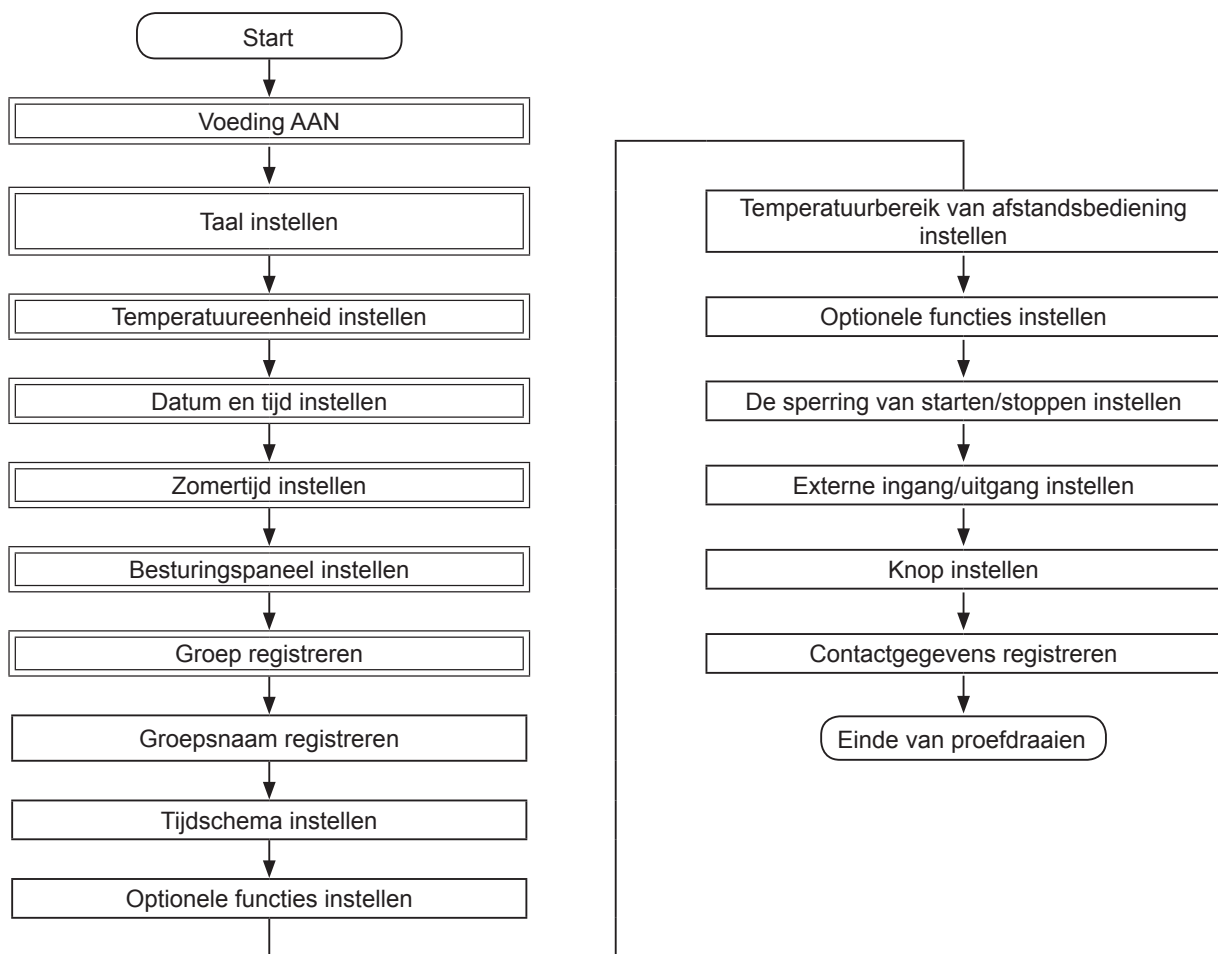 Start
Voeding AAN
Taal instellen
Temperatuureenheid instellen
Datum en tijd instellen
Zomertijd instellen
Besturingspaneel instellen
Groep registreren
Groepsnaam registreren
Tijdschema instellen
Optionele functies instellen
Temperatuurbereik van afstandsbediening
instellen
Optionele functies instellen
De sperring van starten/stoppen instellen
Externe ingang/uitgang instellen
Knop instellen
Contactgegevens registreren
Einde van proefdraaien